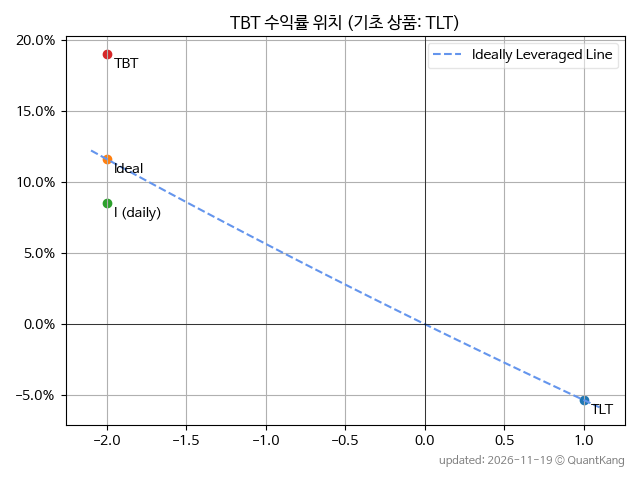 TBT 수익률 위치 (기초 상품: TLT)
20.0%
15.0%
10.0%
5.0%
0.0%
−5.0%
Ideally Leveraged Line
TBT
Ideal
I (daily)
TLT
−2.0 −1.5 −1.0 −0.5 0.0 0.5 1.0
updated: 2026-11-19 © QuantKang